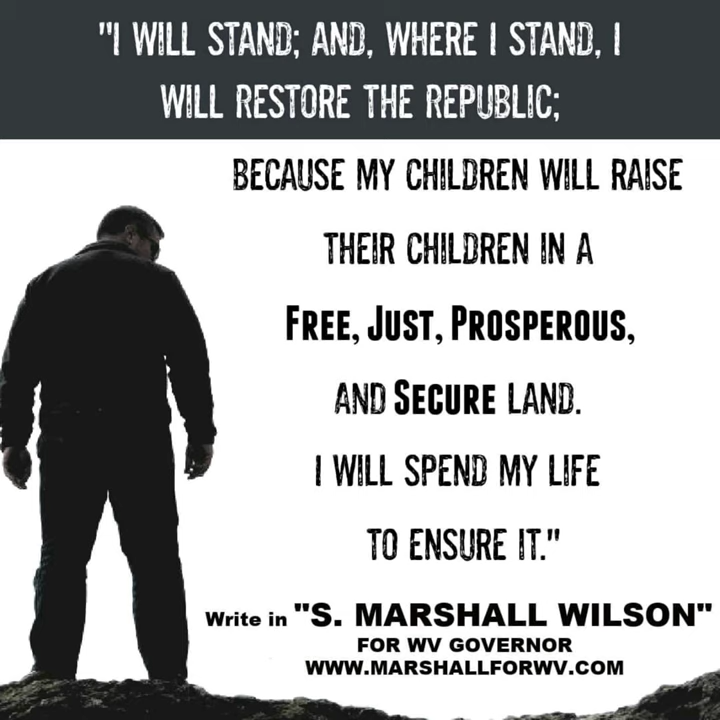 "I WILL STAND; AND, WHERE I STAND, I
WILL RESTORE THE REPUBLIC;
BECAUSE MY CHILDREN WILL RAISE
THEIR CHILDREN IN A
FREE, JUST, PROSPEROUS,
AND SECURE LAND.
I WILL SPEND MY LIFE
TO ENSURE IT."
Write in "S. MARSHALL WILSON"
FOR WV GOVERNOR
WWW.MARSHALLFORWV.COM